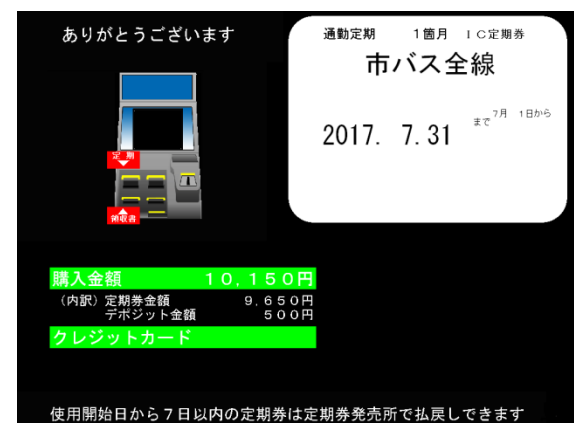 ありがとうございます
定期
領収書
通勤定期 1箇月 IC定期券
市バス全線
7月 1日から
2017. 7.31 まで
購入金額 10,150円
(内訳) 定期券金額 9,650円
デポジット金額 500円
クレジットカード
使用開始日から7日以内の定期券は定期券発売所で払戻しできます